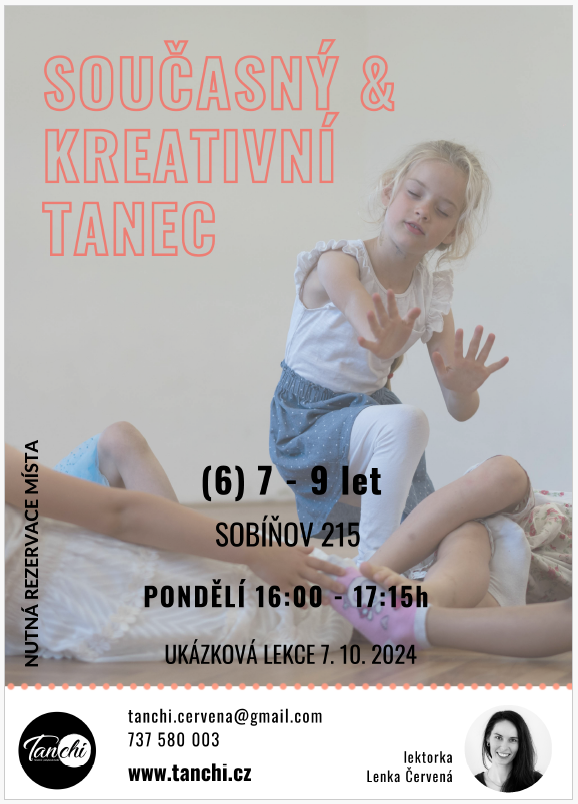 SOUČASNÝ &
KREATIVNÍ
TANEC
(6) 7 - 9 let
SOBÍŇOV 215
PONDĚLÍ 16:00 - 17:15h
UKÁZKOVÁ LEKCE 7. 10. 2024
NUTNÁ REZERVACE MÍSTA
Tanchi
tanchi.cervena@gmail.com
737 580 003
www.tanchi.cz
lektorka
Lenka Červená